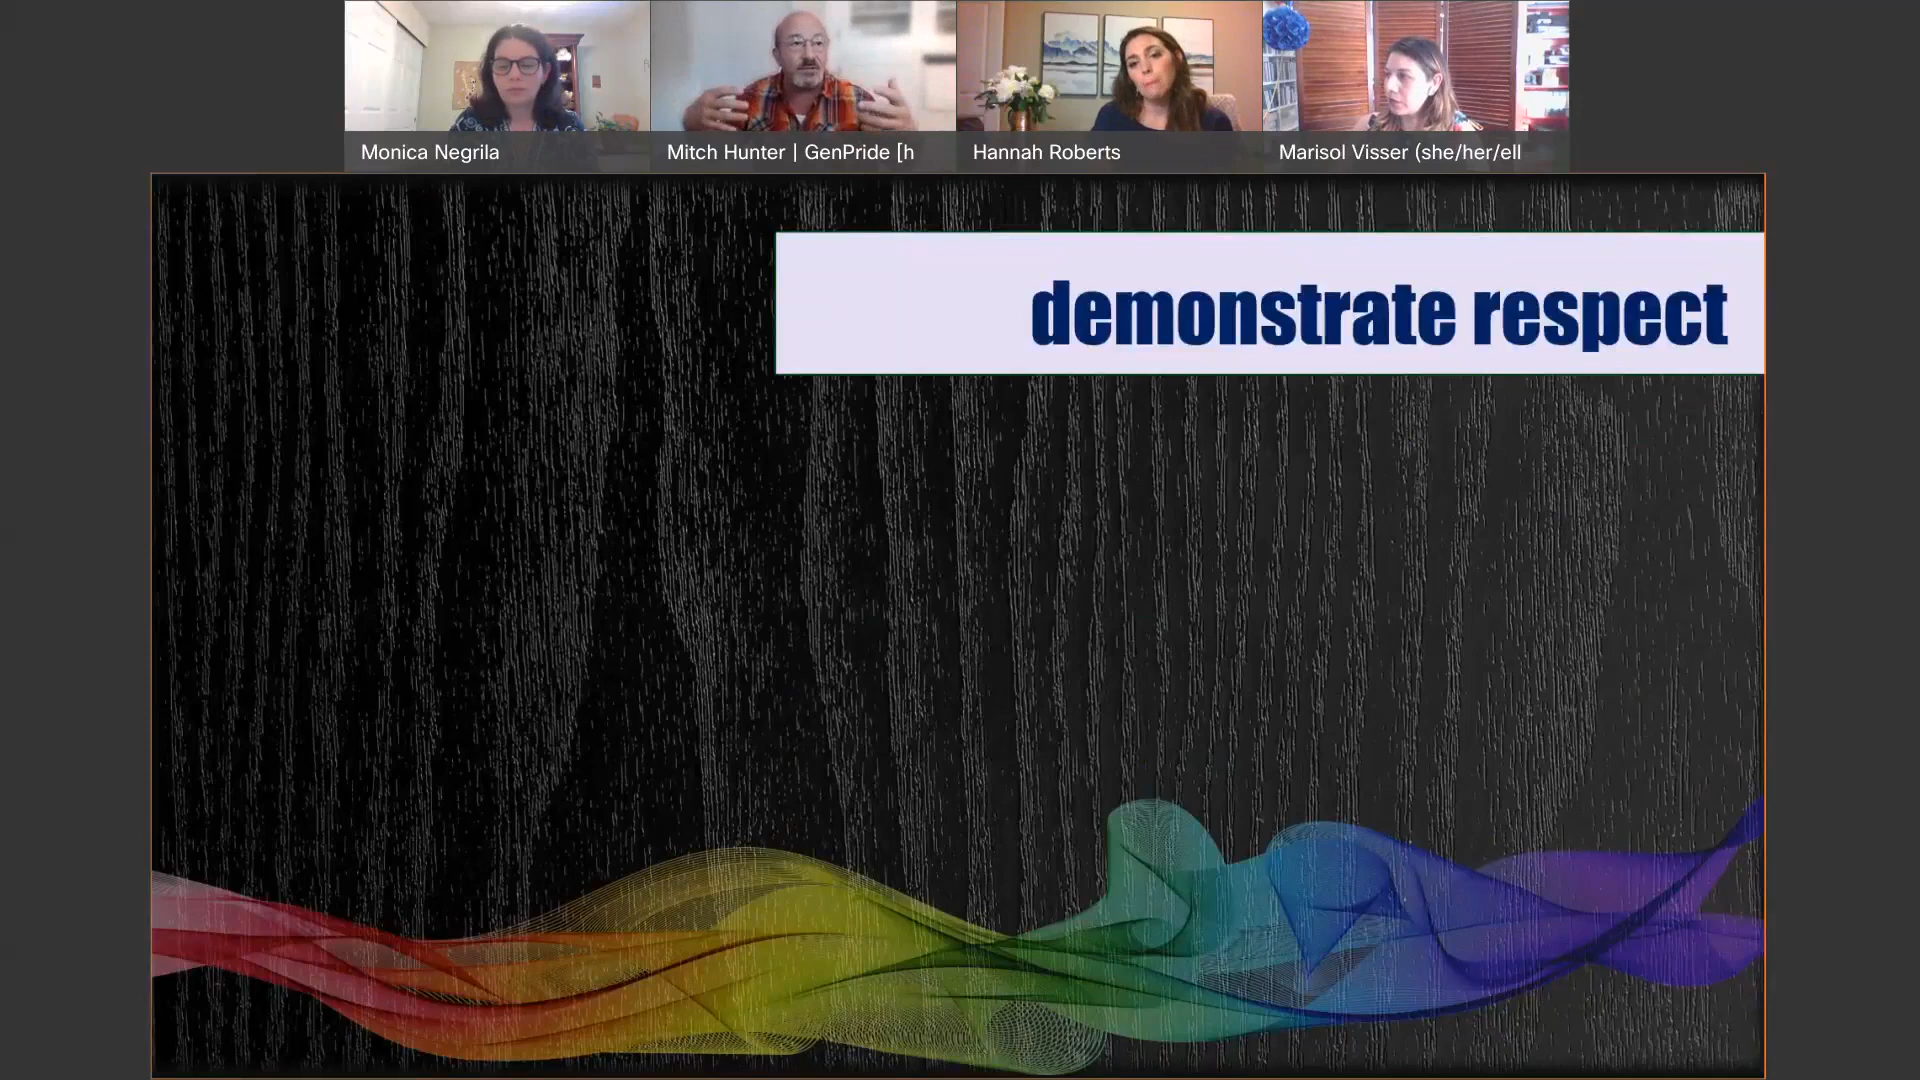 Monica Negrila
Mitch Hunter | GenPride [h
Hannah Roberts
Marisol Visser (she/her/ell
demonstrate respect